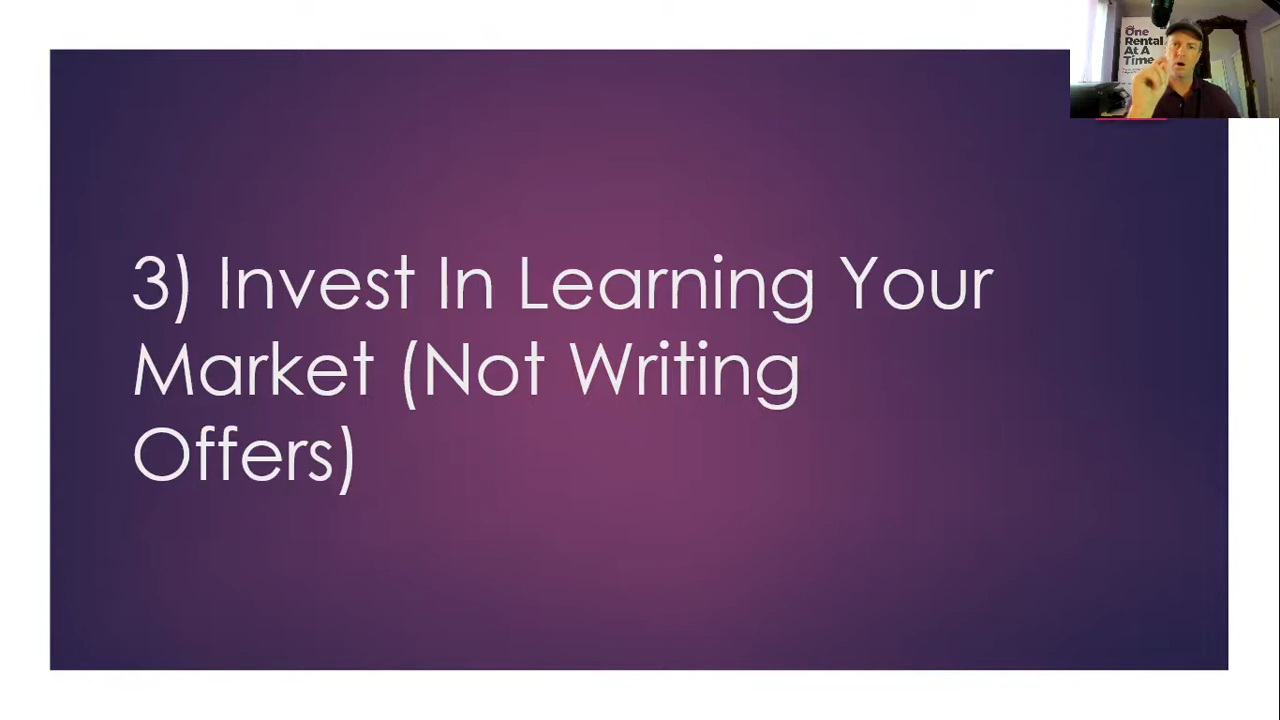 One
Rental
At A
Time
3) Invest In Learning Your
Market (Not Writing
Offers)